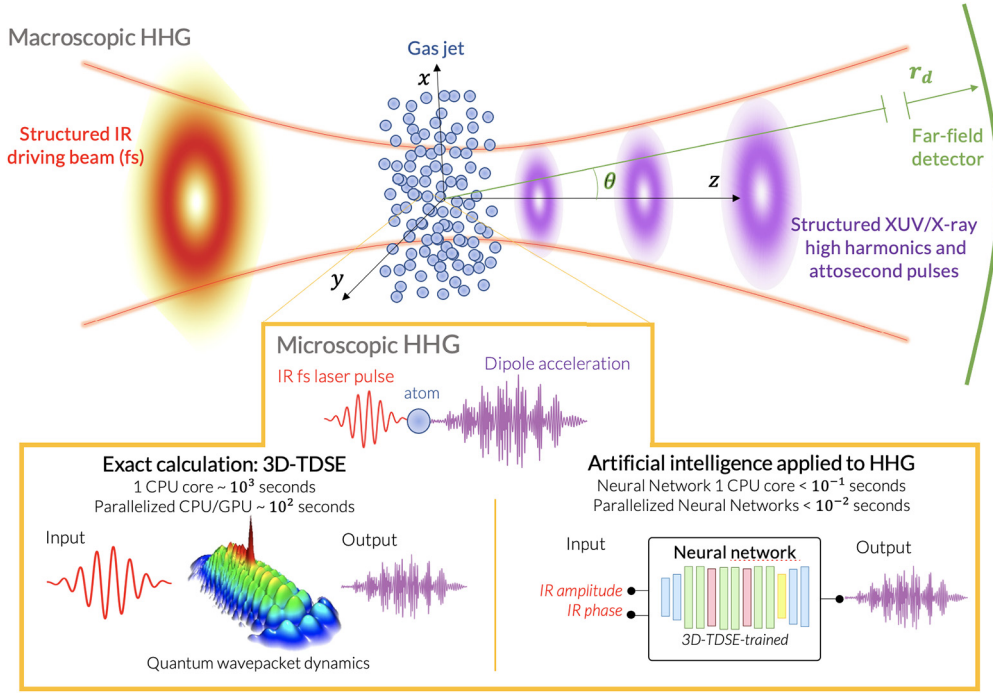 Macroscopic HHG
Gas jet
x
y
z
θ
r_d
Structured IR
driving beam (fs)
Far-field
detector
Structured XUV/X-ray
high harmonics and
attosecond pulses
Microscopic HHG
IR fs laser pulse
atom
Dipole acceleration
Exact calculation: 3D-TDSE
1 CPU core ~ 10³ seconds
Parallelized CPU/GPU ~ 10² seconds
Input
Output
Quantum wavepacket dynamics
Artificial intelligence applied to HHG
Neural Network 1 CPU core < 10⁻¹ seconds
Parallelized Neural Networks < 10⁻² seconds
Input
IR amplitude
IR phase
Neural network
3D-TDSE-trained
Output